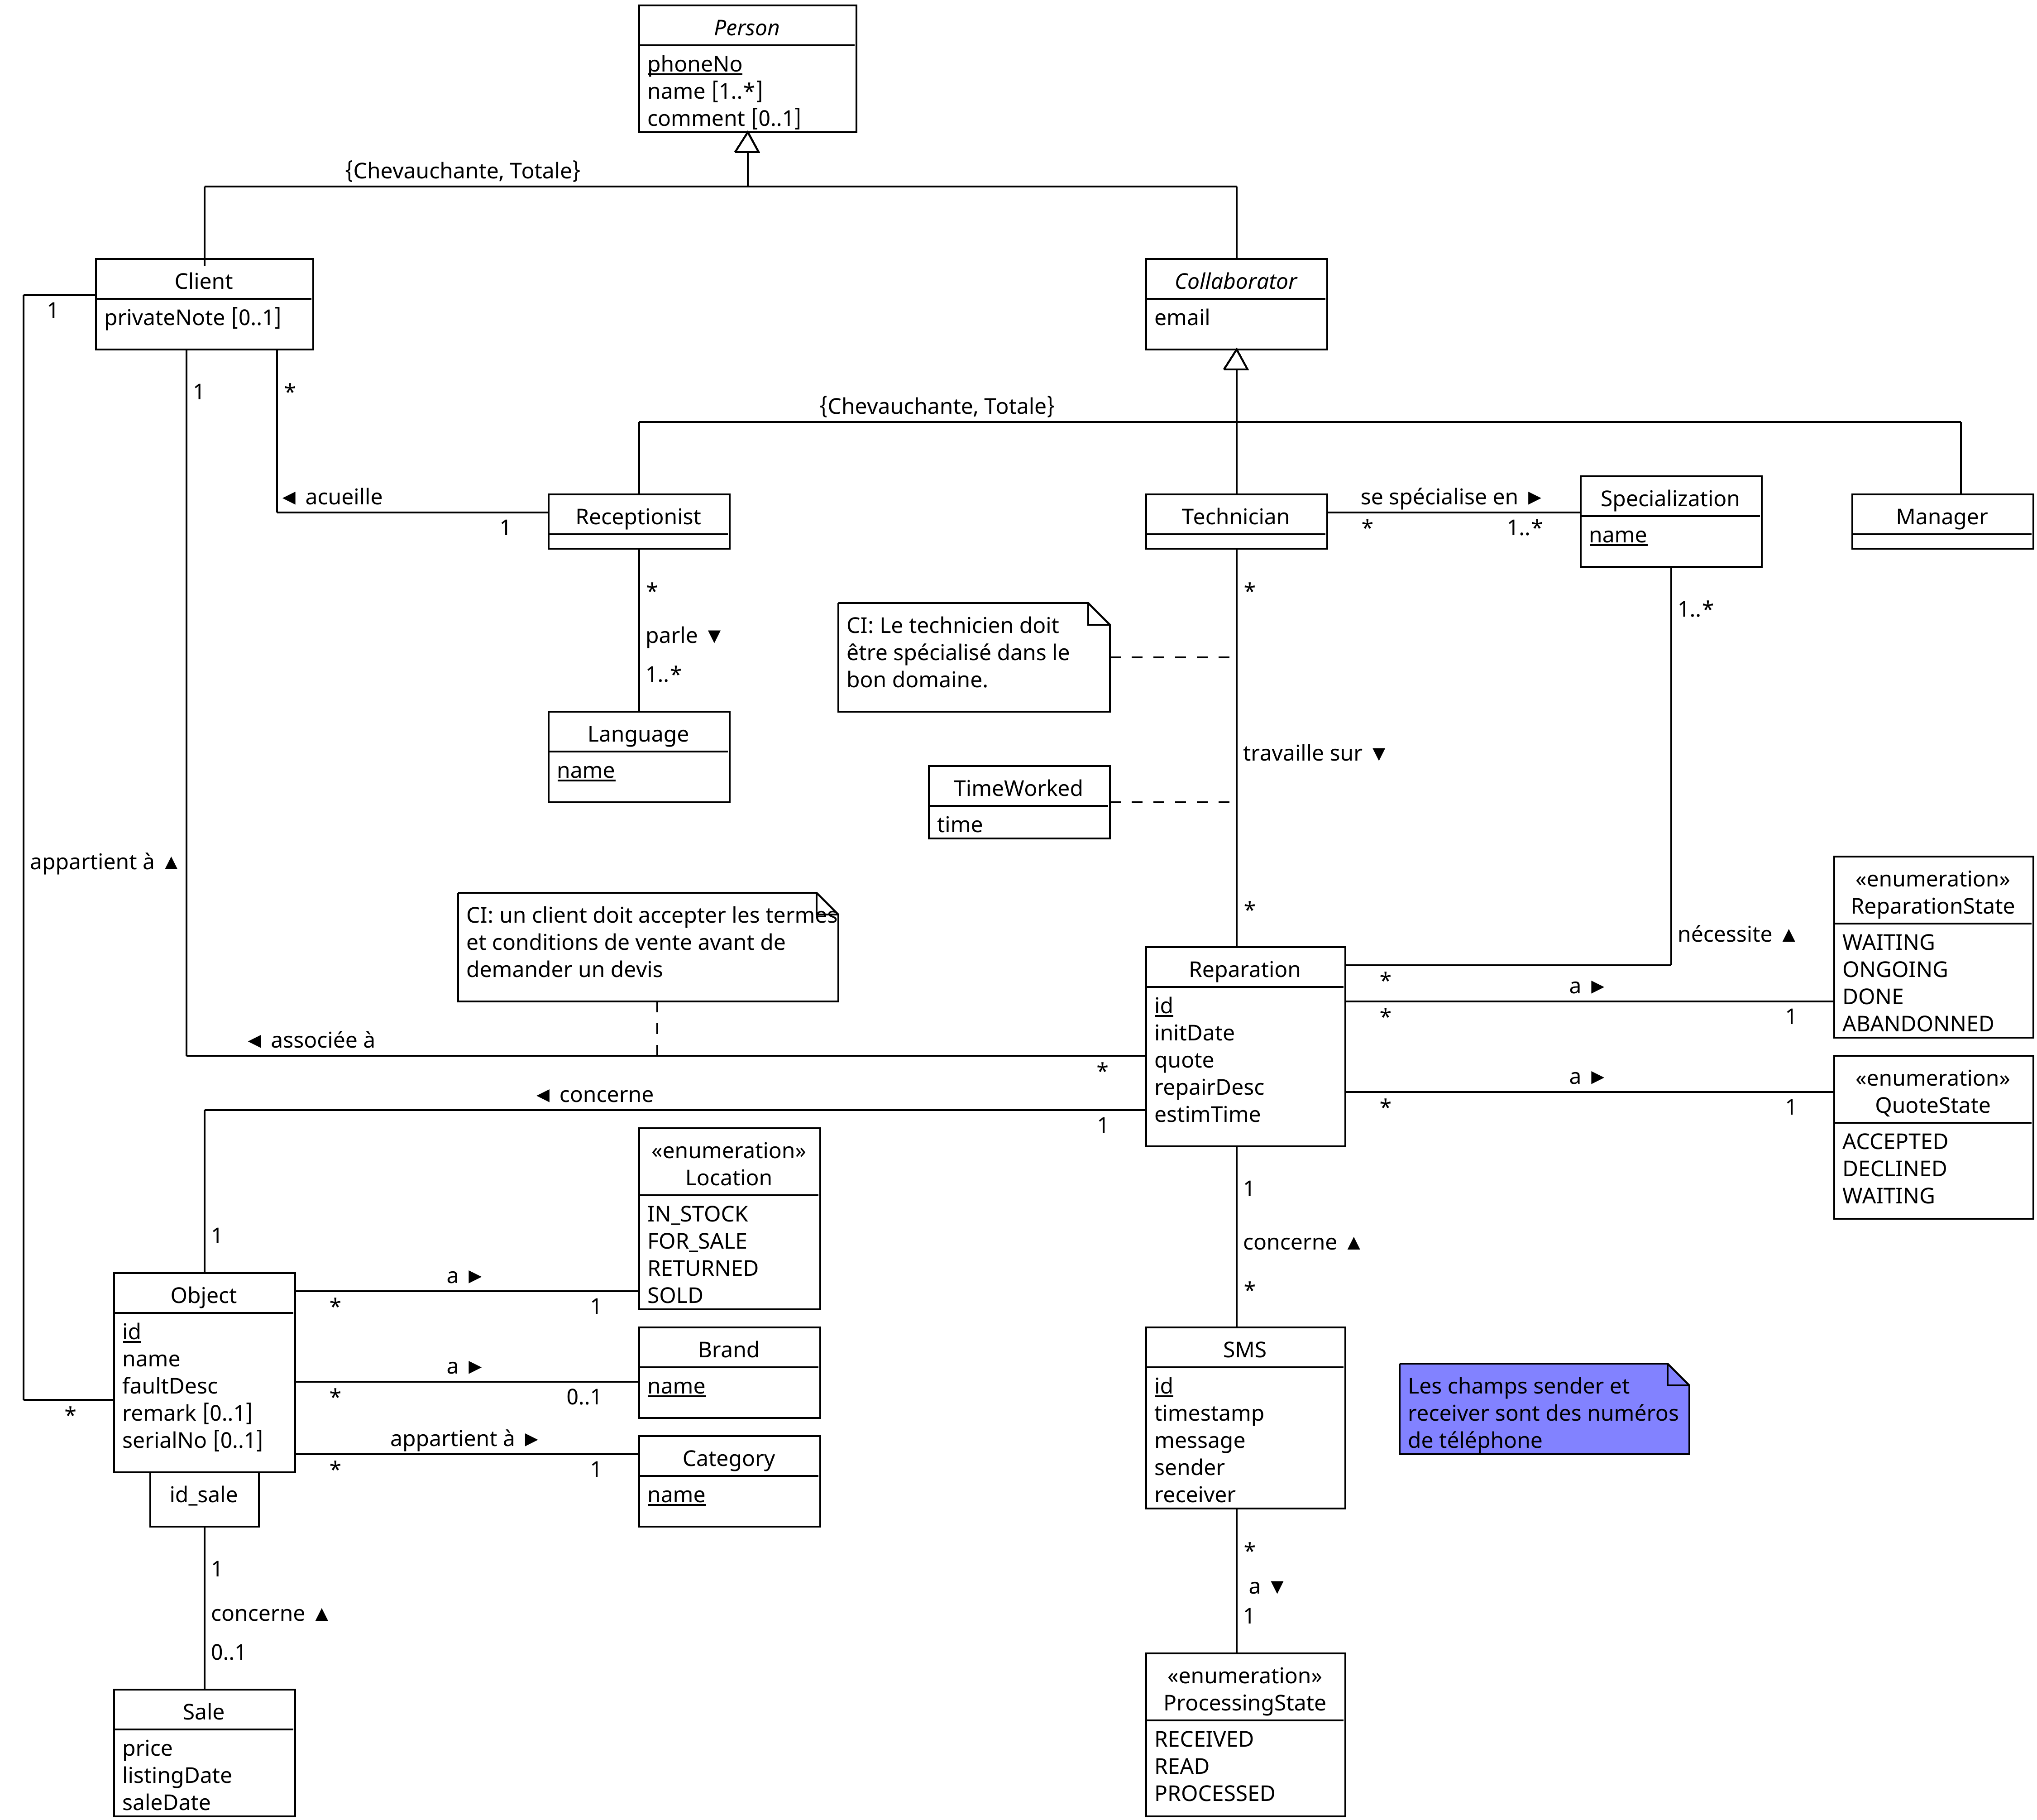 Person
phoneNo
name [1..*]
comment [0..1]
{Chevauchante, Totale}
Client
privateNote [0..1]
1
1
*
Collaborator
email
{Chevauchante, Totale}
◄ acueille
1
Receptionist
Technician
se spécialise en ►
*
1..*
Specialization
name
Manager
*
parle ▼
1..*
Language
name
*
CI: Le technicien doit
être spécialisé dans le
bon domaine.
1..*
travaille sur ▼
TimeWorked
time
*
appartient à ▲
CI: un client doit accepter les termes
et conditions de vente avant de
demander un devis
nécessite ▲
«enumeration»
ReparationState
WAITING
ONGOING
DONE
ABANDONNED
Reparation
id
initDate
quote
repairDesc
estimTime
*
a ►
*
1
◄ associée à
*
a ►
*
1
«enumeration»
QuoteState
ACCEPTED
DECLINED
WAITING
◄ concerne
1
1
«enumeration»
Location
IN_STOCK
FOR_SALE
RETURNED
SOLD
1
concerne ▲
*
Object
id
name
faultDesc
remark [0..1]
serialNo [0..1]
*
a ►
*
1
a ►
*
0..1
Brand
name
appartient à ►
*
1
Category
name
SMS
id
timestamp
message
sender
receiver
Les champs sender et
receiver sont des numéros
de téléphone
id_sale
1
concerne ▲
0..1
*
a ▼
1
Sale
price
listingDate
saleDate
«enumeration»
ProcessingState
RECEIVED
READ
PROCESSED